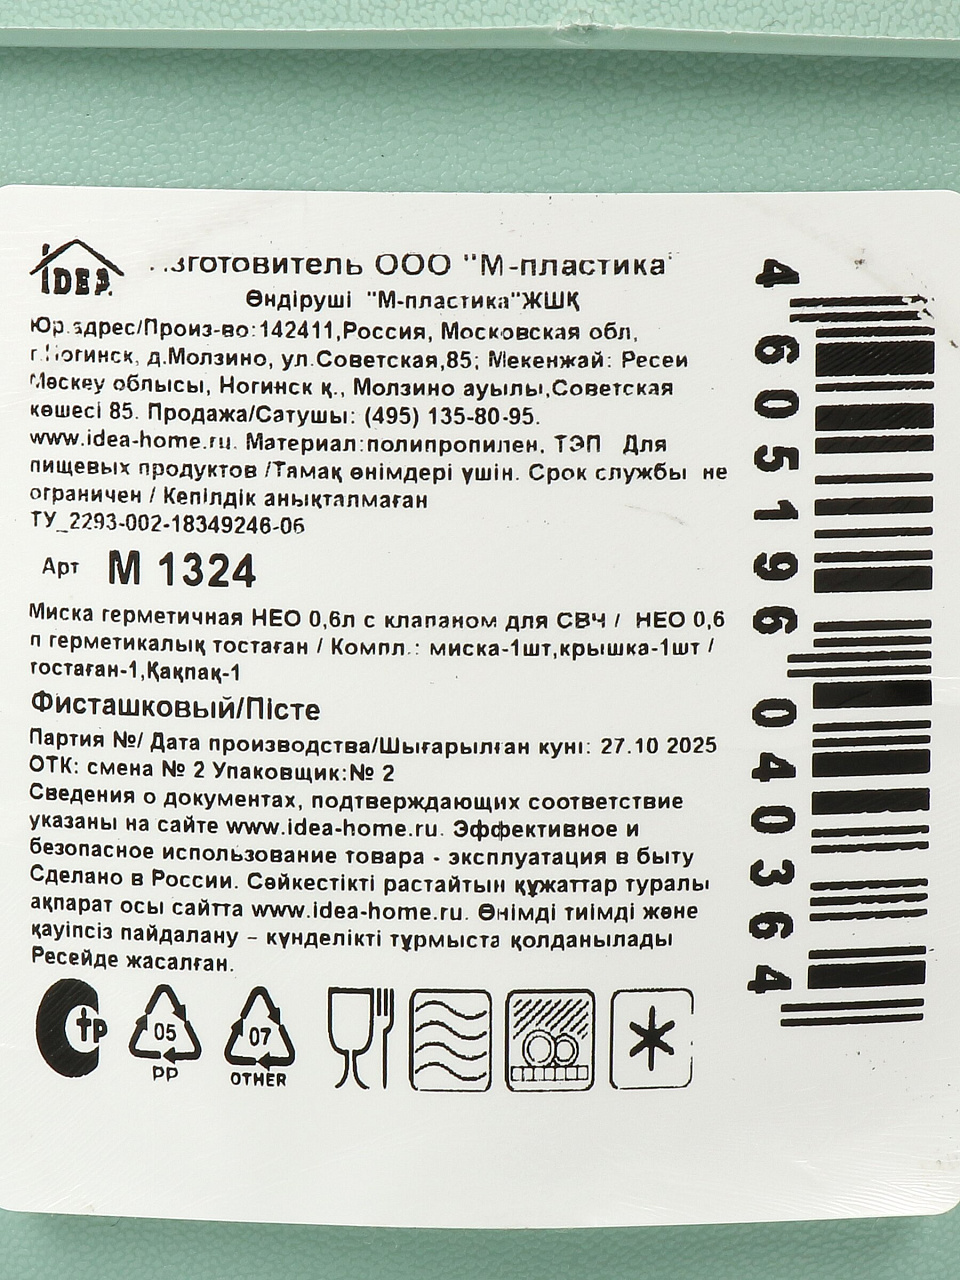 IDEA
Изготовитель ООО "М-пластика"
Өндіруші "М-пластика"ЖШҚ
Юр.адрес/Произ-во:142411,Россия, Московская обл,
г.Ногинск, д.Молзино, ул.Советская,85; Мекенжай: Ресей
Мәскеу облысы, Ногинск қ., Молзино ауылы,Советская
көшесі 85. Продажа/Сатушы: (495) 135-80-95.
www.idea-home.ru. Материал:полипропилен, ТЭП Для
пищевых продуктов /Тамақ өнімдері үшін. Срок службы не
ограничен / Кепілдік анықталмаған
ТУ_2293-002-18349246-06
Арт М 1324
Миска герметичная НЕО 0,6л с клапаном для СВЧ / НЕО 0,6
л герметикалық тостаған / Компл.: миска-1шт,крышка-1шт /
тостаған-1,Қақпақ-1
Фисташковый/Пісте
Партия №/ Дата производства/Шығарылған күні: 27.10 2025
ОТК: смена № 2 Упаковщик:№ 2
Сведения о документах, подтверждающих соответствие
указаны на сайте www.idea-home.ru. Эффективное и
безопасное использование товара - эксплуатация в быту
Сделано в России. Сәйкестікті растайтын құжаттар туралы
ақпарат осы сайтта www.idea-home.ru. Өнімді тиімді және
қауіпсіз пайдалану – күнделікті тұрмыста қолданылады
Ресейде жасалған.
05
PP
07
OTHER
4 605196 040364